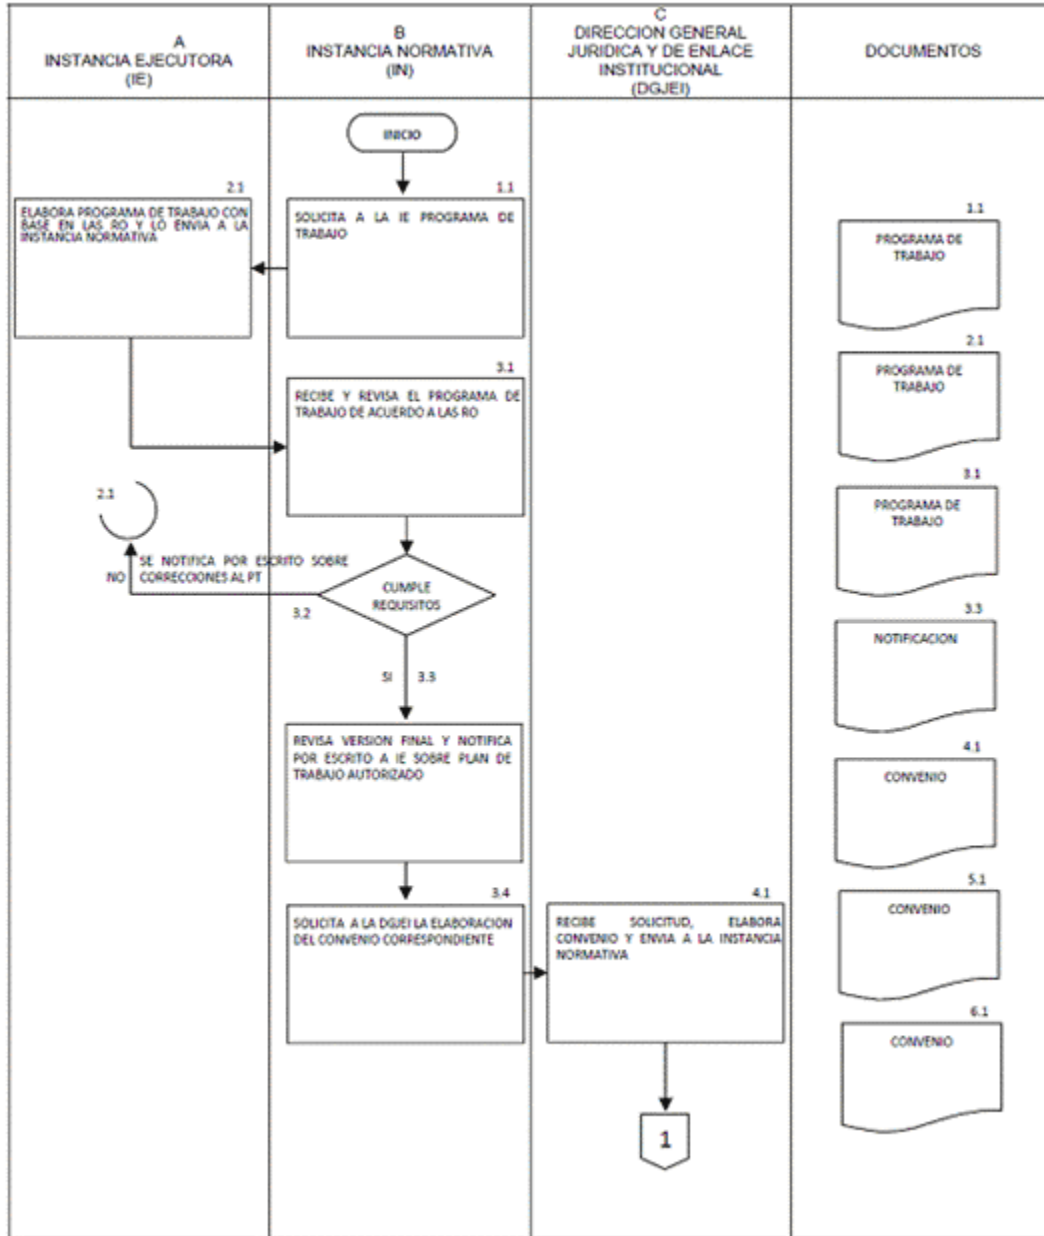 A
INSTANCIA EJECUTORA
(IE)
B
INSTANCIA NORMATIVA
(IN)
C
DIRECCION GENERAL
JURIDICA Y DE ENLACE
INSTITUCIONAL
(DGJEI)
DOCUMENTOS
INICIO
2.1
ELABORA PROGRAMA DE TRABAJO CON
BASE EN LAS RO Y LO ENVIA A LA
INSTANCIA NORMATIVA
1.1
SOLICITA A LA IE PROGRAMA DE
TRABAJO
3.1
RECIBE Y REVISA EL PROGRAMA DE
TRABAJO DE ACUERDO A LAS RO
2.1
SE NOTIFICA POR ESCRITO SOBRE
NO CORRECCIONES AL PT
CUMPLE
REQUISITOS
3.2
SI 3.3
REVISA VERSION FINAL Y NOTIFICA
POR ESCRITO A IE SOBRE PLAN DE
TRABAJO AUTORIZADO
3.4
SOLICITA A LA DGJEI LA ELABORACION
DEL CONVENIO CORRESPONDIENTE
4.1
RECIBE SOLICITUD, ELABORA
CONVENIO Y ENVIA A LA INSTANCIA
NORMATIVA
1
1.1
PROGRAMA DE
TRABAJO
2.1
PROGRAMA DE
TRABAJO
3.1
PROGRAMA DE
TRABAJO
3.3
NOTIFICACION
4.1
CONVENIO
5.1
CONVENIO
6.1
CONVENIO